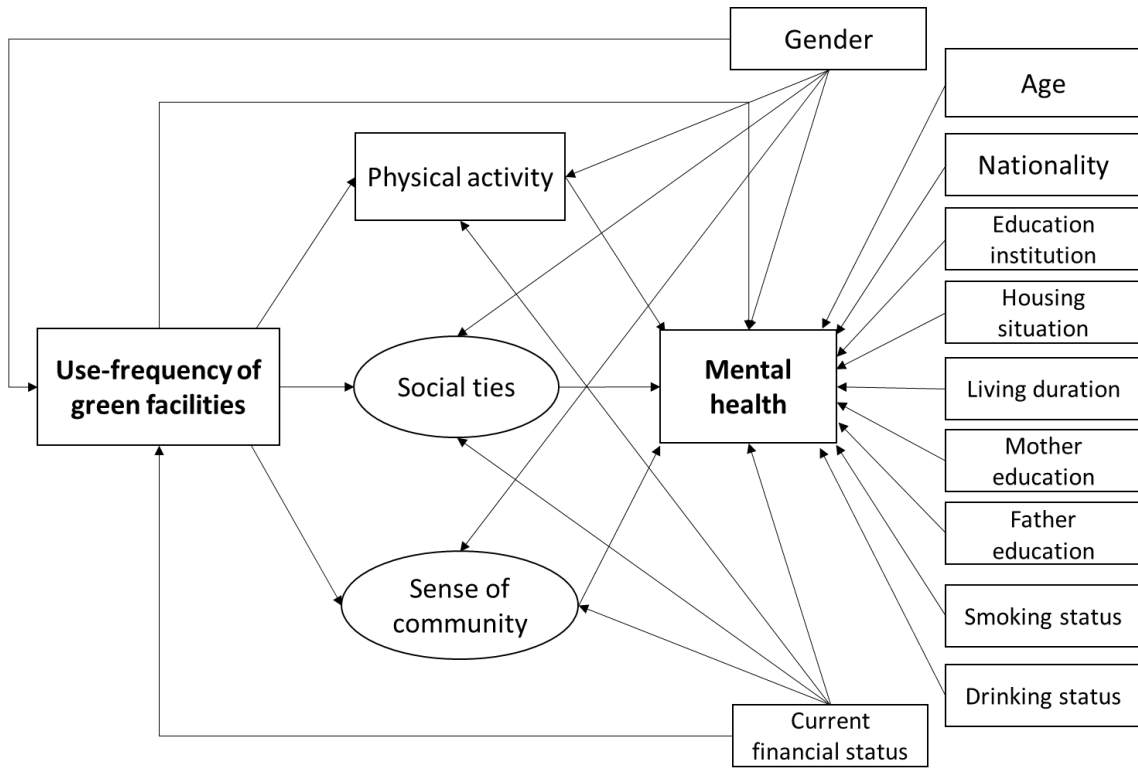 Gender
Age
Physical activity
Nationality
Education
institution
Housing
situation
Use-frequency of
green facilities
Social ties
Mental
health
Living duration
Mother
education
Father
education
Sense of
community
Smoking status
Drinking status
Current
financial status